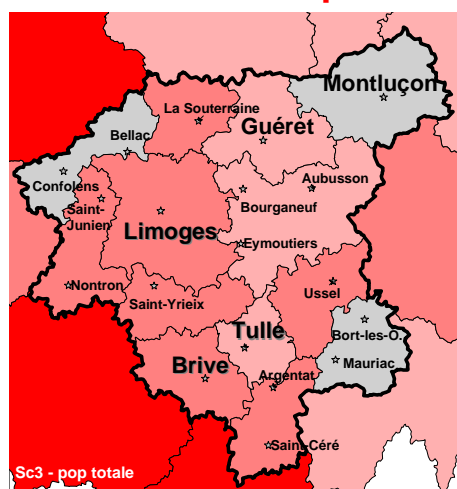 Montluçon
La Souterraine
Guéret
Bellac
Aubusson
Confolens
Bourganeuf
Saint-
Junien
Limoges
Eymoutiers
Nontron
Saint-Yrieix
Ussel
Tulle
Bort-les-O.
Brive
Argentat
Mauriac
Saint-Céré
Sc3 - pop totale